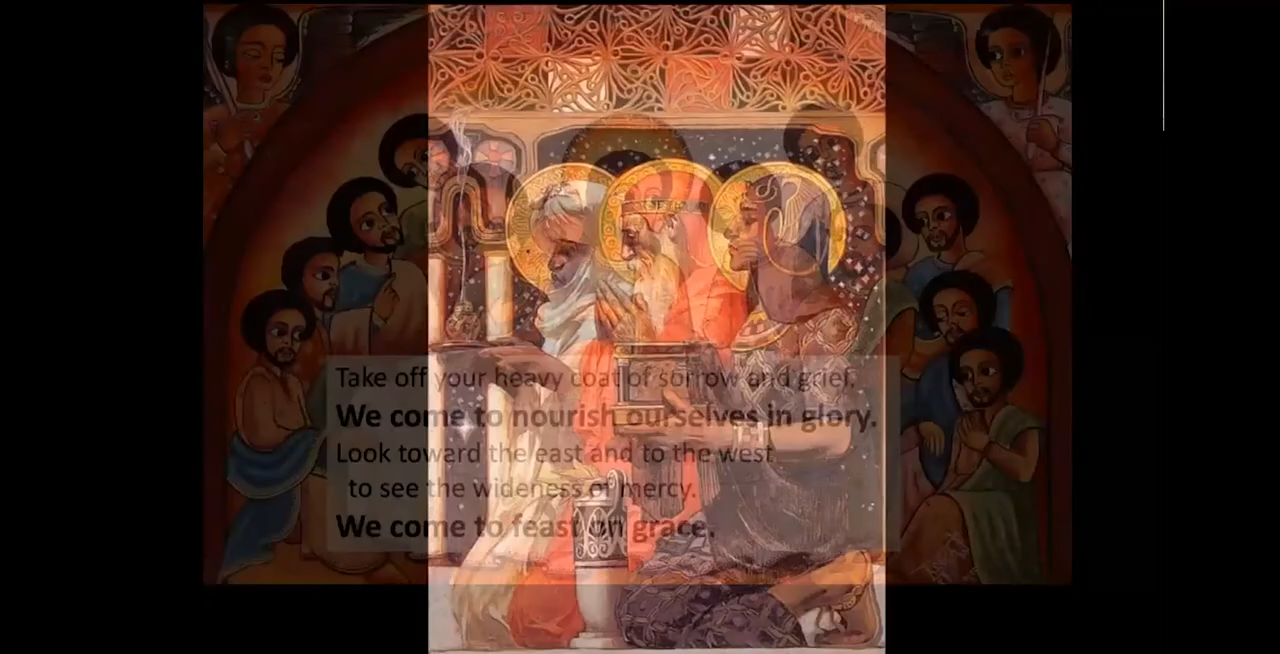 Take off your heavy coat of sorrow and grief.
We come to nourish ourselves in glory.
Look toward the east and to the west
to see the wideness of mercy.
We come to feast on grace.